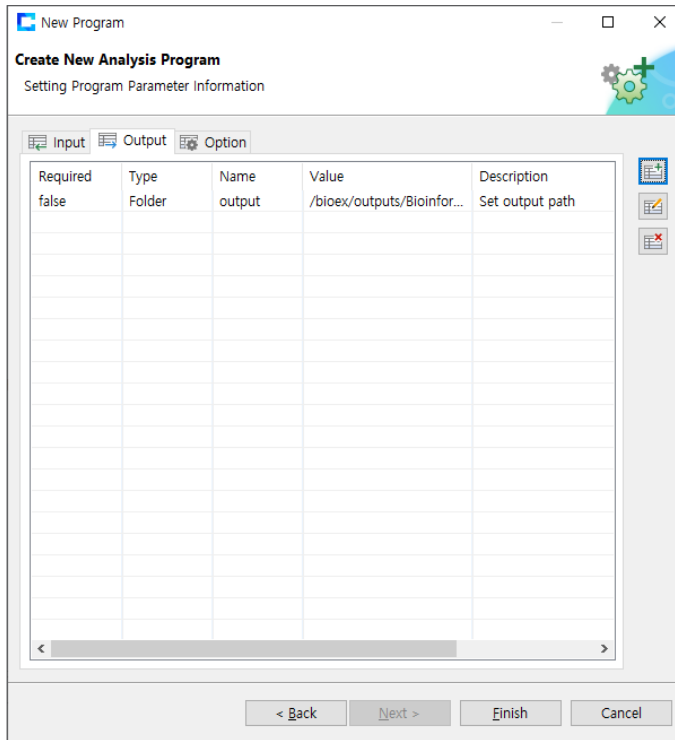 New Program
Create New Analysis Program
Setting Program Parameter Information
Input Output Option
Required Type Name Value Description
false Folder output /bioex/outputs/Bioinfor... Set output path
< Back Next > Finish Cancel